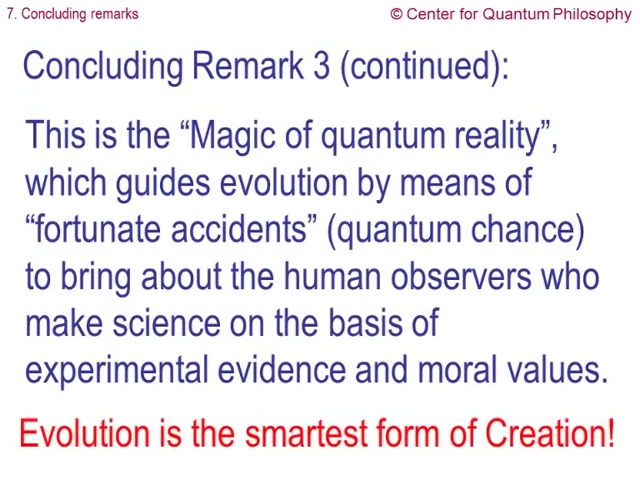 7. Concluding remarks
© Center for Quantum Philosophy
Concluding Remark 3 (continued):
This is the “Magic of quantum reality”,
which guides evolution by means of
“fortunate accidents” (quantum chance)
to bring about the human observers who
make science on the basis of
experimental evidence and moral values.
Evolution is the smartest form of Creation!